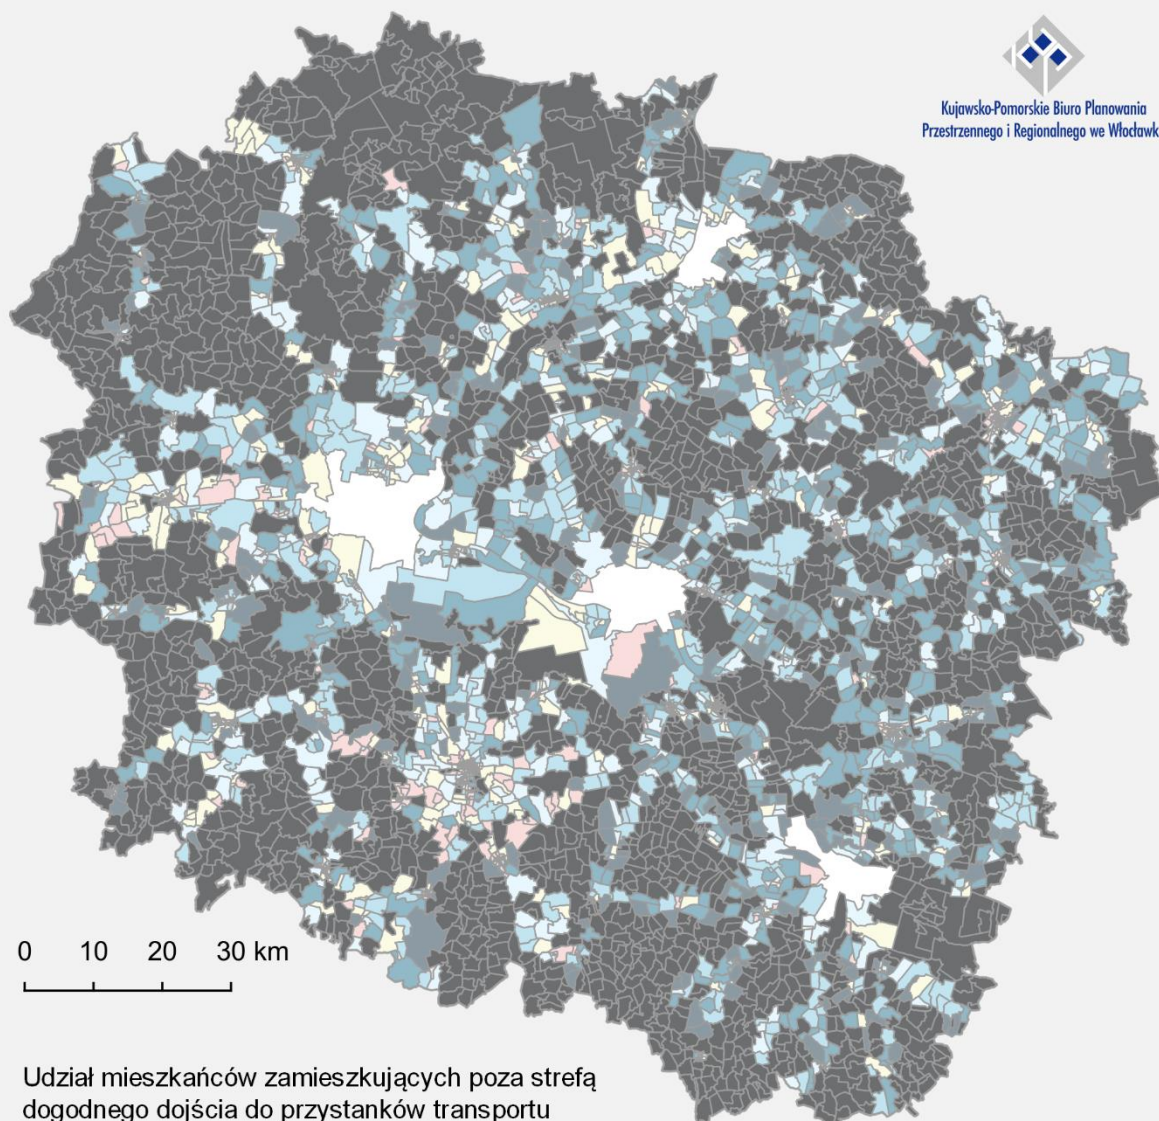 Kujawsko-Pomorskie Biuro Planowania
Przestrzennego i Regionalnego we Włocławk
0 10 20 30 km
Udział mieszkańców zamieszkujących poza strefą
dogodnego dojścia do przystanków transportu